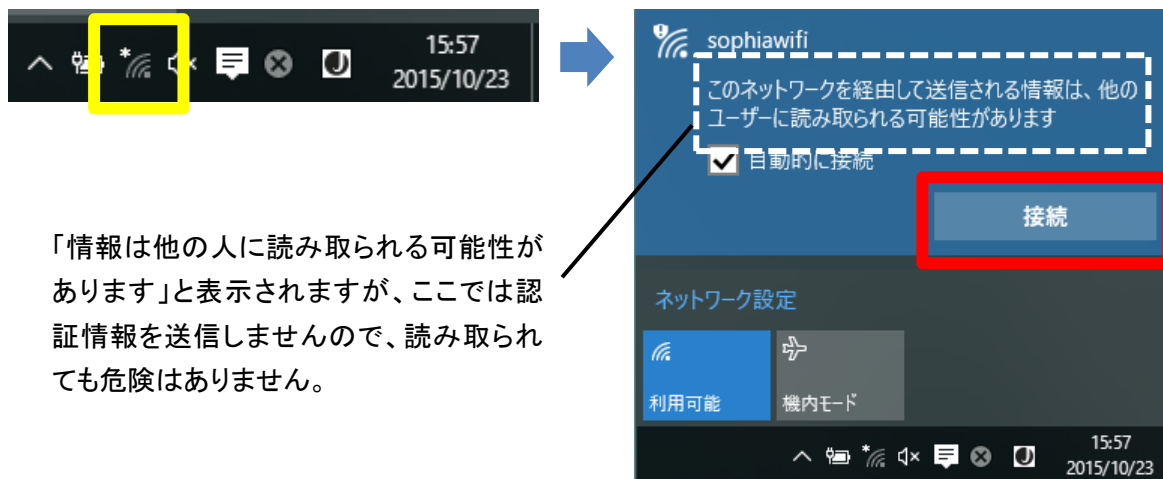 15:57
2015/10/23
sophiawifi
このネットワークを経由して送信される情報は、他の
ユーザーに読み取られる可能性があります
自動的に接続
接続
「情報は他の人に読み取られる可能性が
あります」と表示されますが、ここでは認
証情報を送信しませんので、読み取られ
ても危険はありません。
ネットワーク設定
利用可能
機内モード
15:57
2015/10/23